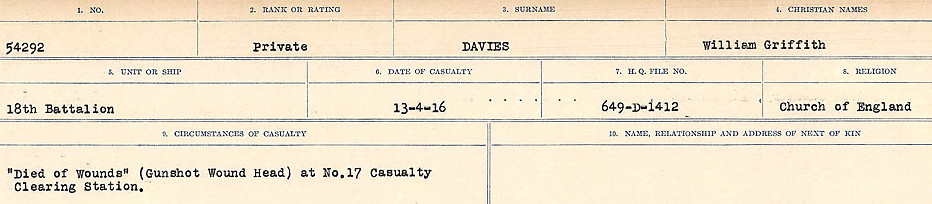 1. NO. 2. RANK OR RATING 3. SURNAME 4. CHRISTIAN NAMES
54292 Private DAVIES William Griffith
5. UNIT OR SHIP 6. DATE OF CASUALTY 7. H. Q. FILE NO. 8. RELIGION
18th Battalion 13-4-16 649-D-1412 Church of England
9. CIRCUMSTANCES OF CASUALTY 10. NAME, RELATIONSHIP AND ADDRESS OF NEXT OF KIN
"Died of Wounds" (Gunshot Wound Head) at No.17 Casualty
Clearing Station.